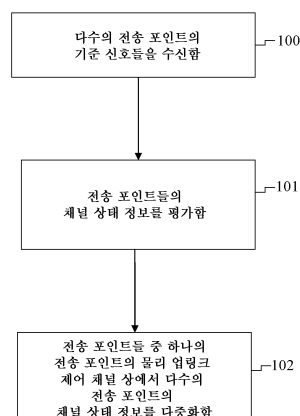 다수의 전송 포인트의
기준 신호들을 수신함
100
전송 포인트들의
채널 상태 정보를 평가함
101
전송 포인트들 중 하나의
전송 포인트의 물리 업링크
제어 채널 상에서 다수의
전송 포인트의
채널 상태 정보를 다중화함
102